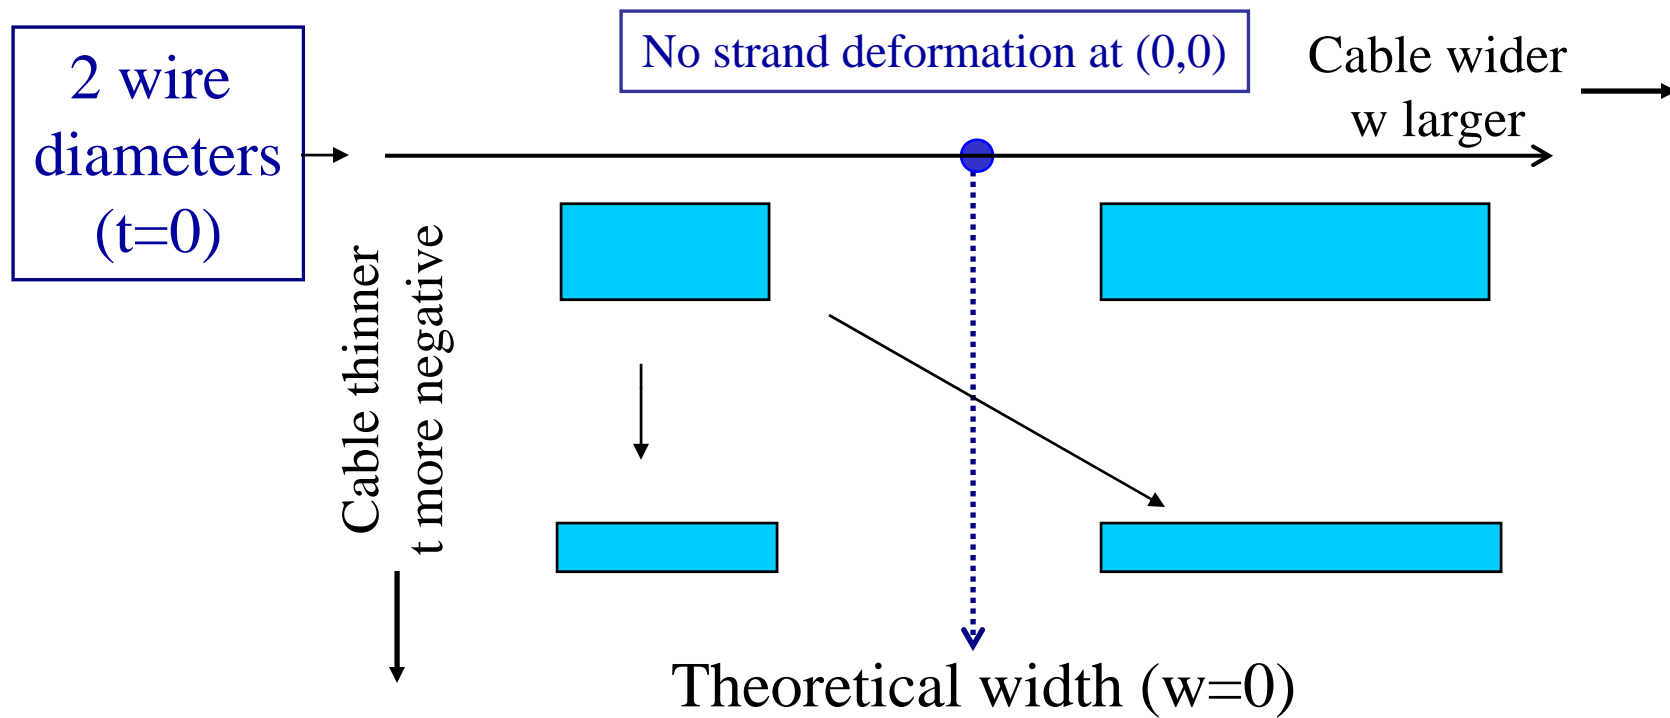 2 wire
diameters
(t=0)
No strand deformation at (0,0)
Cable wider
w larger
Cable thinner
t more negative
Theoretical width (w=0)